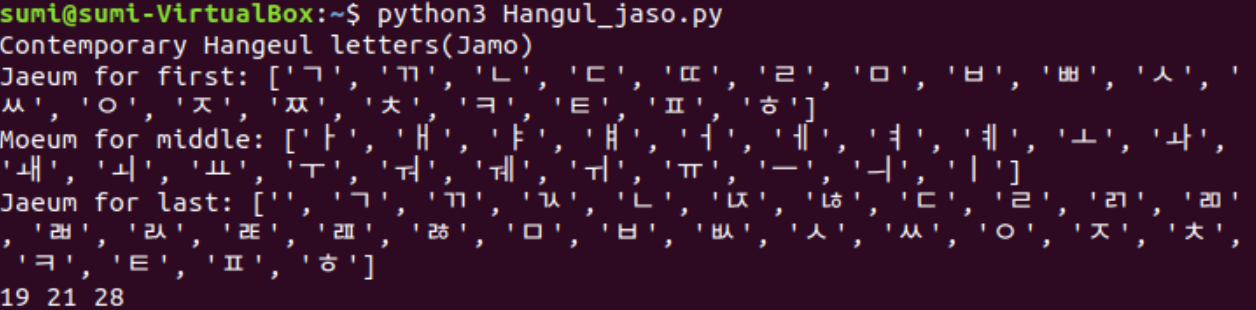 sumi@sumi-VirtualBox:~$ python3 Hangul_jaso.py
Contemporary Hangeul letters(Jamo)
Jaeum for first: ['ㄱ', 'ㄲ', 'ㄴ', 'ㄷ', 'ㄸ', 'ㄹ', 'ㅁ', 'ㅂ', 'ㅃ', 'ㅅ', '
ㅆ', 'ㅇ', 'ㅈ', 'ㅉ', 'ㅊ', 'ㅋ', 'ㅌ', 'ㅍ', 'ㅎ']
Moeum for middle: ['ㅏ', 'ㅐ', 'ㅑ', 'ㅒ', 'ㅓ', 'ㅔ', 'ㅕ', 'ㅖ', 'ㅗ', 'ㅘ',
'ㅙ', 'ㅚ', 'ㅛ', 'ㅜ', 'ㅝ', 'ㅞ', 'ㅟ', 'ㅠ', 'ㅡ', 'ㅢ', 'ㅣ']
Jaeum for last: ['', 'ㄱ', 'ㄲ', 'ㄳ', 'ㄴ', 'ㄵ', 'ㄶ', 'ㄷ', 'ㄹ', 'ㄺ', 'ㄻ'
, 'ㄼ', 'ㄽ', 'ㄾ', 'ㄿ', 'ㅀ', 'ㅁ', 'ㅂ', 'ㅄ', 'ㅅ', 'ㅆ', 'ㅇ', 'ㅈ', 'ㅊ',
'ㅋ', 'ㅌ', 'ㅍ', 'ㅎ']
19 21 28